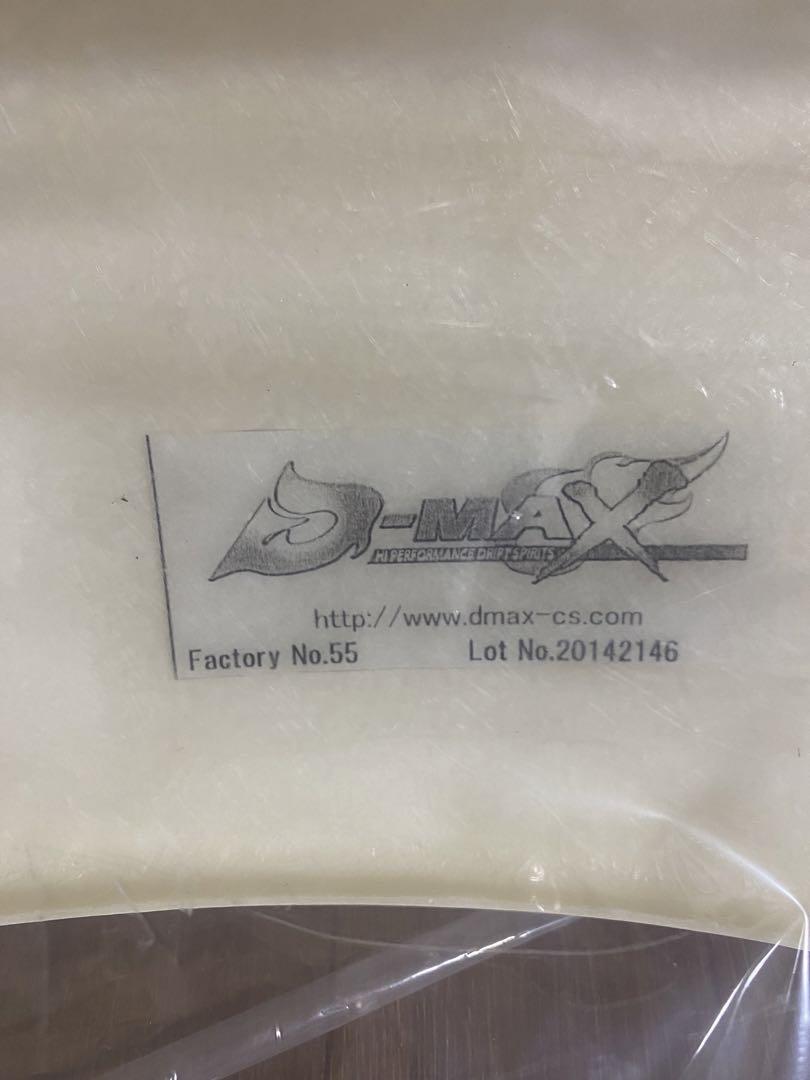 D-MAX
HI PERFORMANCE DRIFT SPIRITS
http://www.dmax-cs.com
Factory No.55
Lot No.20142146